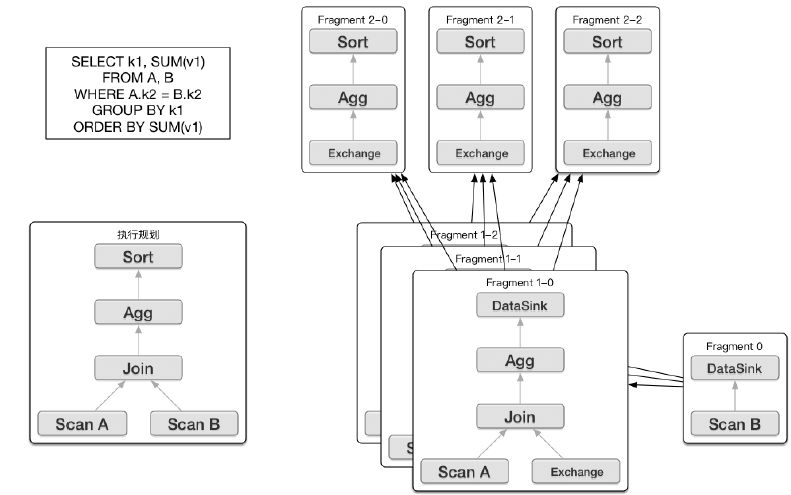 SELECT k1, SUM(v1)
FROM A, B
WHERE A.k2 = B.k2
GROUP BY k1
ORDER BY SUM(v1)
Fragment 2-0
Sort
Agg
Exchange
Fragment 2-1
Sort
Agg
Exchange
Fragment 2-2
Sort
Agg
Exchange
执行规划
Sort
Agg
Join
Scan A
Scan B
Fragment 1-2
Fragment 1-1
Fragment 1-0
DataSink
Agg
Join
Scan A
Exchange
Fragment 0
DataSink
Scan B